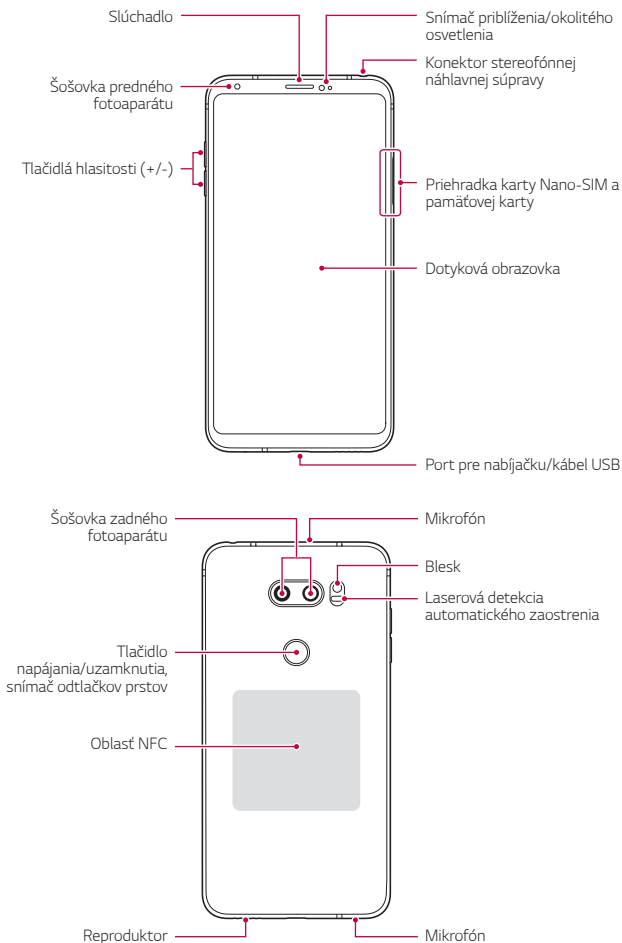 Slúchadlo
Snímač priblíženia/okolitého
osvetlenia
Konektor stereofónnej
náhlavnej súpravy
Šošovka predného
fotoaparátu
Tlačidlá hlasitosti (+/-)
Priehradka karty Nano-SIM a
pamäťovej karty
Dotyková obrazovka
Port pre nabíjačku/kábel USB
Šošovka zadného
fotoaparátu
Mikrofón
Blesk
Laserová detekcia
automatického zaostrenia
Tlačidlo
napájania/uzamknutia,
snímač odtlačkov prstov
Oblasť NFC
Reproduktor
Mikrofón